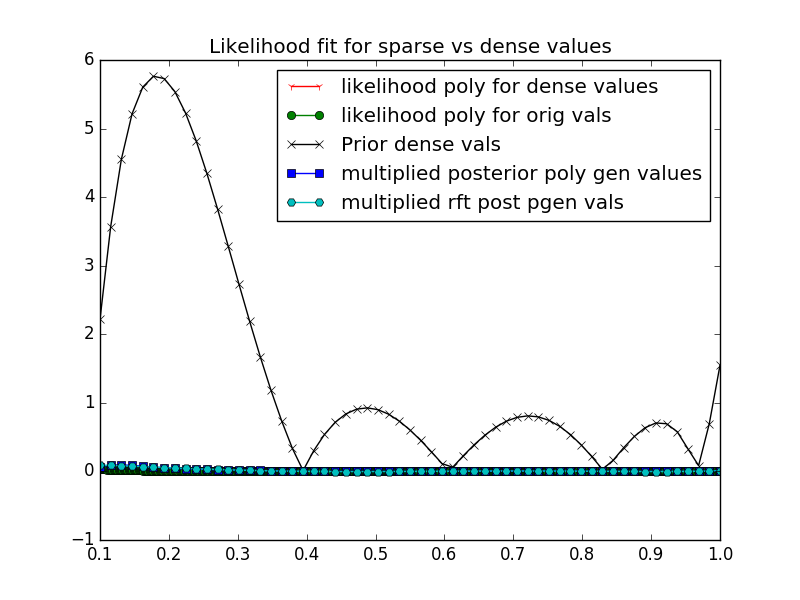 Likelihood fit for sparse vs dense values
likelihood poly for dense values
likelihood poly for orig vals
Prior dense vals
multiplied posterior poly gen values
multiplied rft post pgen vals
6
5
4
3
2
1
0
−1
0.1 0.2 0.3 0.4 0.5 0.6 0.7 0.8 0.9 1.0